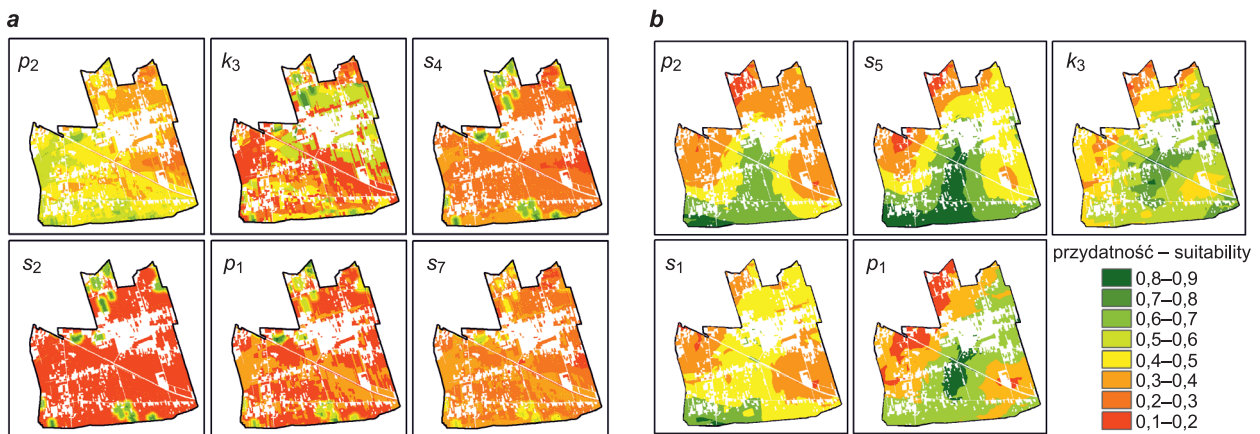 a
p2
k3
s4
s2
p1
s7
b
p2
s5
k3
s1
p1
przydatność – suitability
0,8–0,9
0,7–0,8
0,6–0,7
0,5–0,6
0,4–0,5
0,3–0,4
0,2–0,3
0,1–0,2